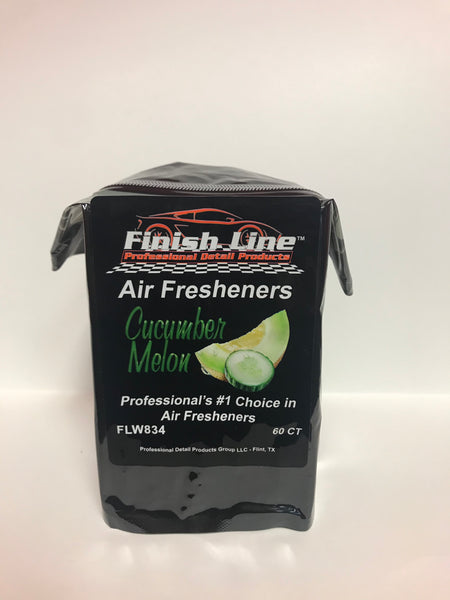 Finish Line™
Professional Detail Products
Air Fresheners
Cucumber
Melon
Professional's #1 Choice in
Air Fresheners
FLW834 60 CT
Professional Detail Products Group LLC - Flint, TX